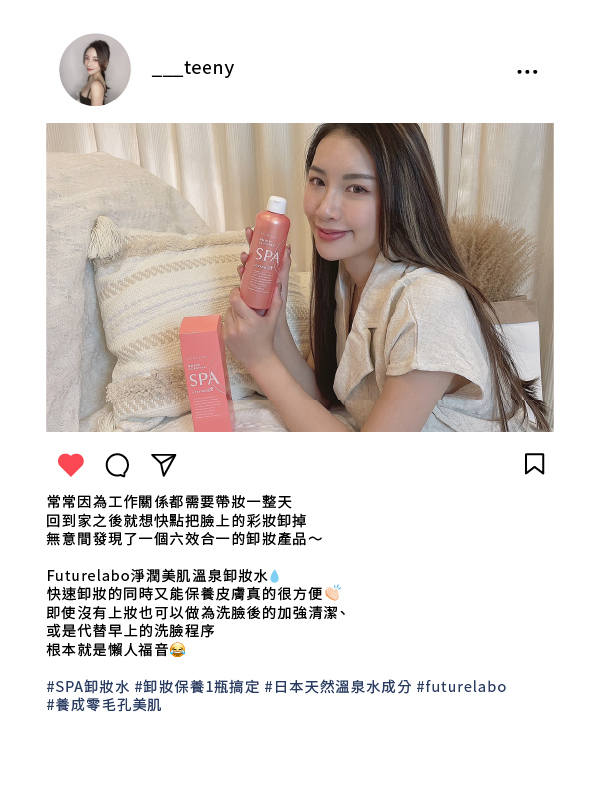 ___teeny
SPA
SPA
常常因為工作關係都需要帶妝一整天
回到家之後就想快點把臉上的彩妝卸掉
無意間發現了一個六效合一的卸妝產品～
Futurelabo淨潤美肌溫泉卸妝水💧
快速卸妝的同時又能保養皮膚真的很方便👏🏻
即使沒有上妝也可以做為洗臉後的加強清潔、
或是代替早上的洗臉程序
根本就是懶人福音😂
#SPA卸妝水 #卸妝保養1瓶搞定 #日本天然溫泉水成分 #futurelabo
#養成零毛孔美肌